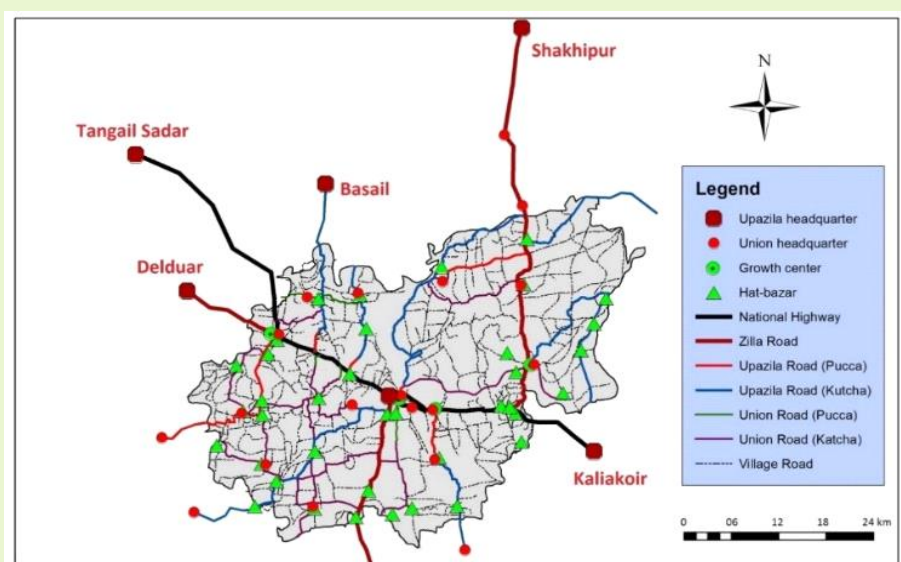 Shakhipur
N
Tangail Sadar
Basail
Delduar
Kaliakoir
Legend
Upazila headquarter
Union headquarter
Growth center
Hat-bazar
National Highway
Zilla Road
Upazila Road (Pucca)
Upazila Road (Kutcha)
Union Road (Pucca)
Union Road (Katcha)
Village Road
0 06 12 18 24 km